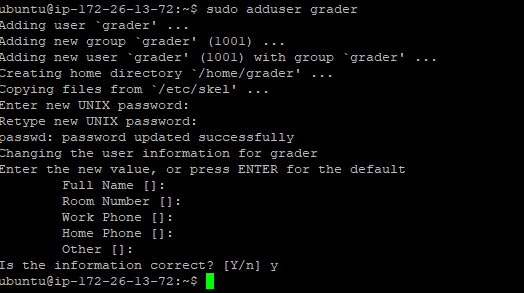 ubuntu@ip-172-26-13-72:~$ sudo adduser grader
Adding user `grader' ...
Adding new group `grader' (1001) ...
Adding new user `grader' (1001) with group `grader' ...
Creating home directory `/home/grader' ...
Copying files from `/etc/skel' ...
Enter new UNIX password:
Retype new UNIX password:
passwd: password updated successfully
Changing the user information for grader
Enter the new value, or press ENTER for the default
        Full Name []:
        Room Number []:
        Work Phone []:
        Home Phone []:
        Other []:
Is the information correct? [Y/n] y
ubuntu@ip-172-26-13-72:~$